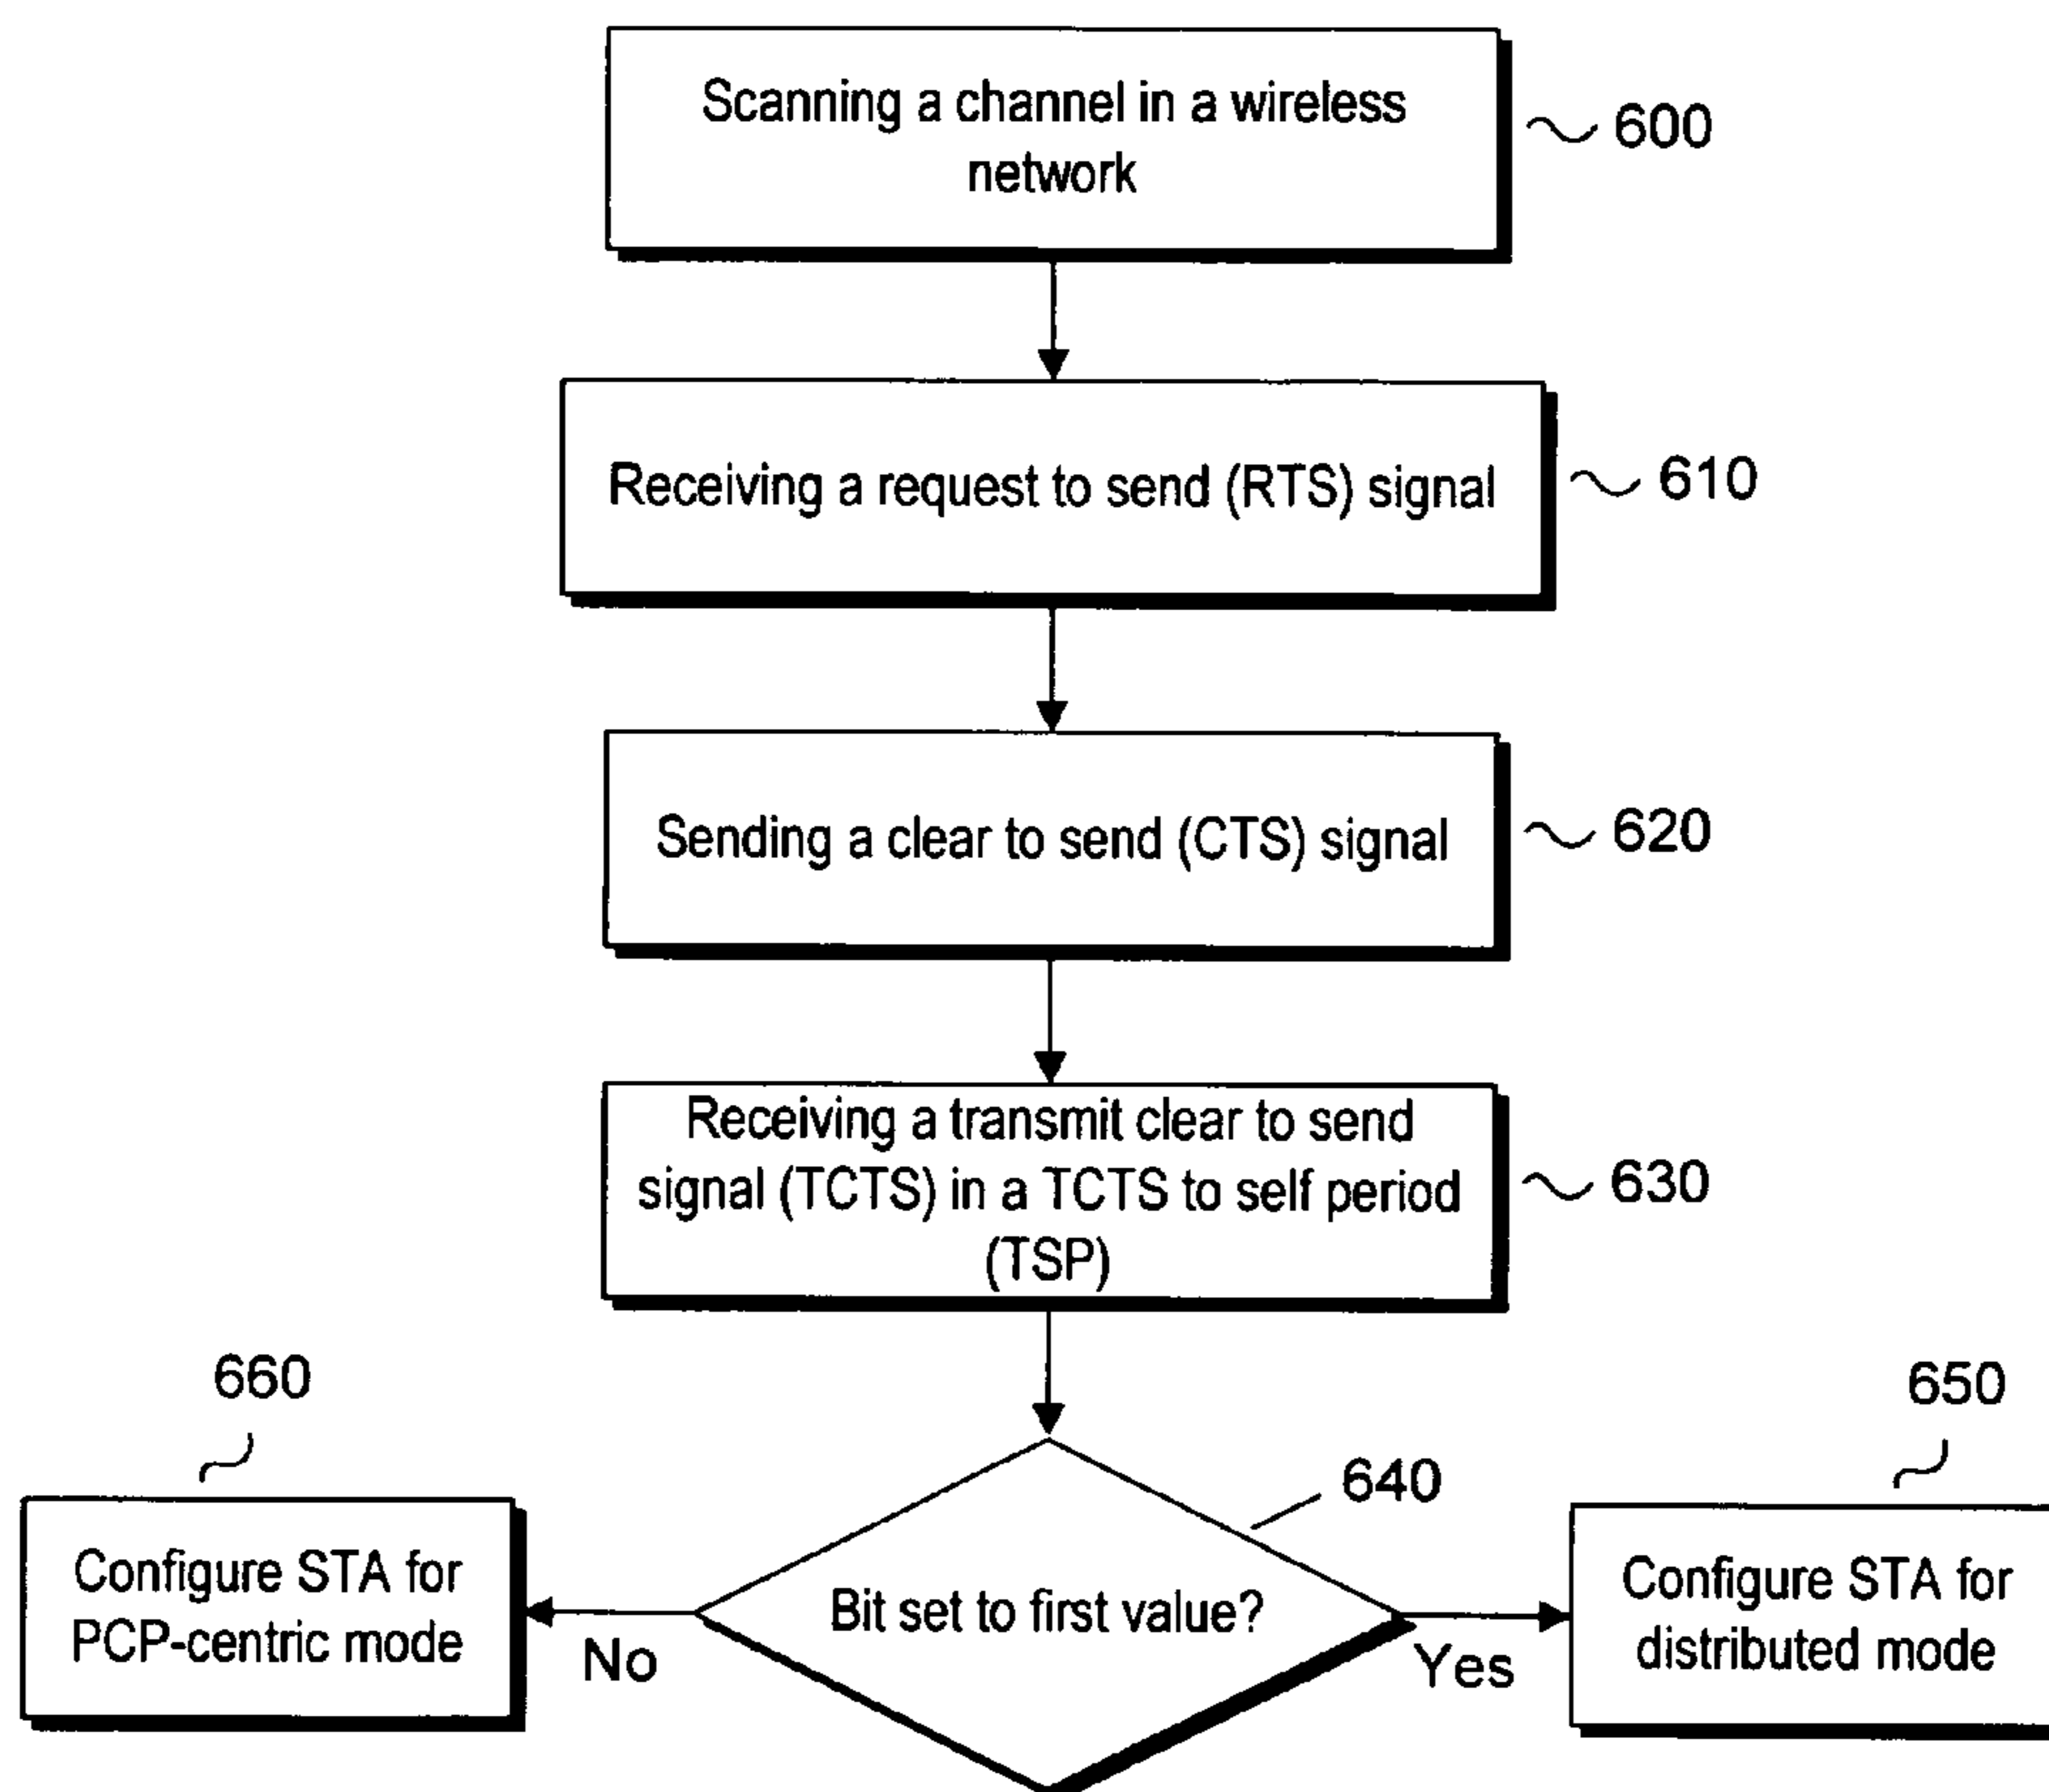 Scanning a channel in a wireless
network
600
Receiving a request to send (RTS) signal
610
Sending a clear to send (CTS) signal
620
Receiving a transmit clear to send
signal (TCTS) in a TCTS to self period
(TSP)
630
660
650
640
Configure STA for
PCP-centric mode
No
Bit set to first value?
Yes
Configure STA for
distributed mode